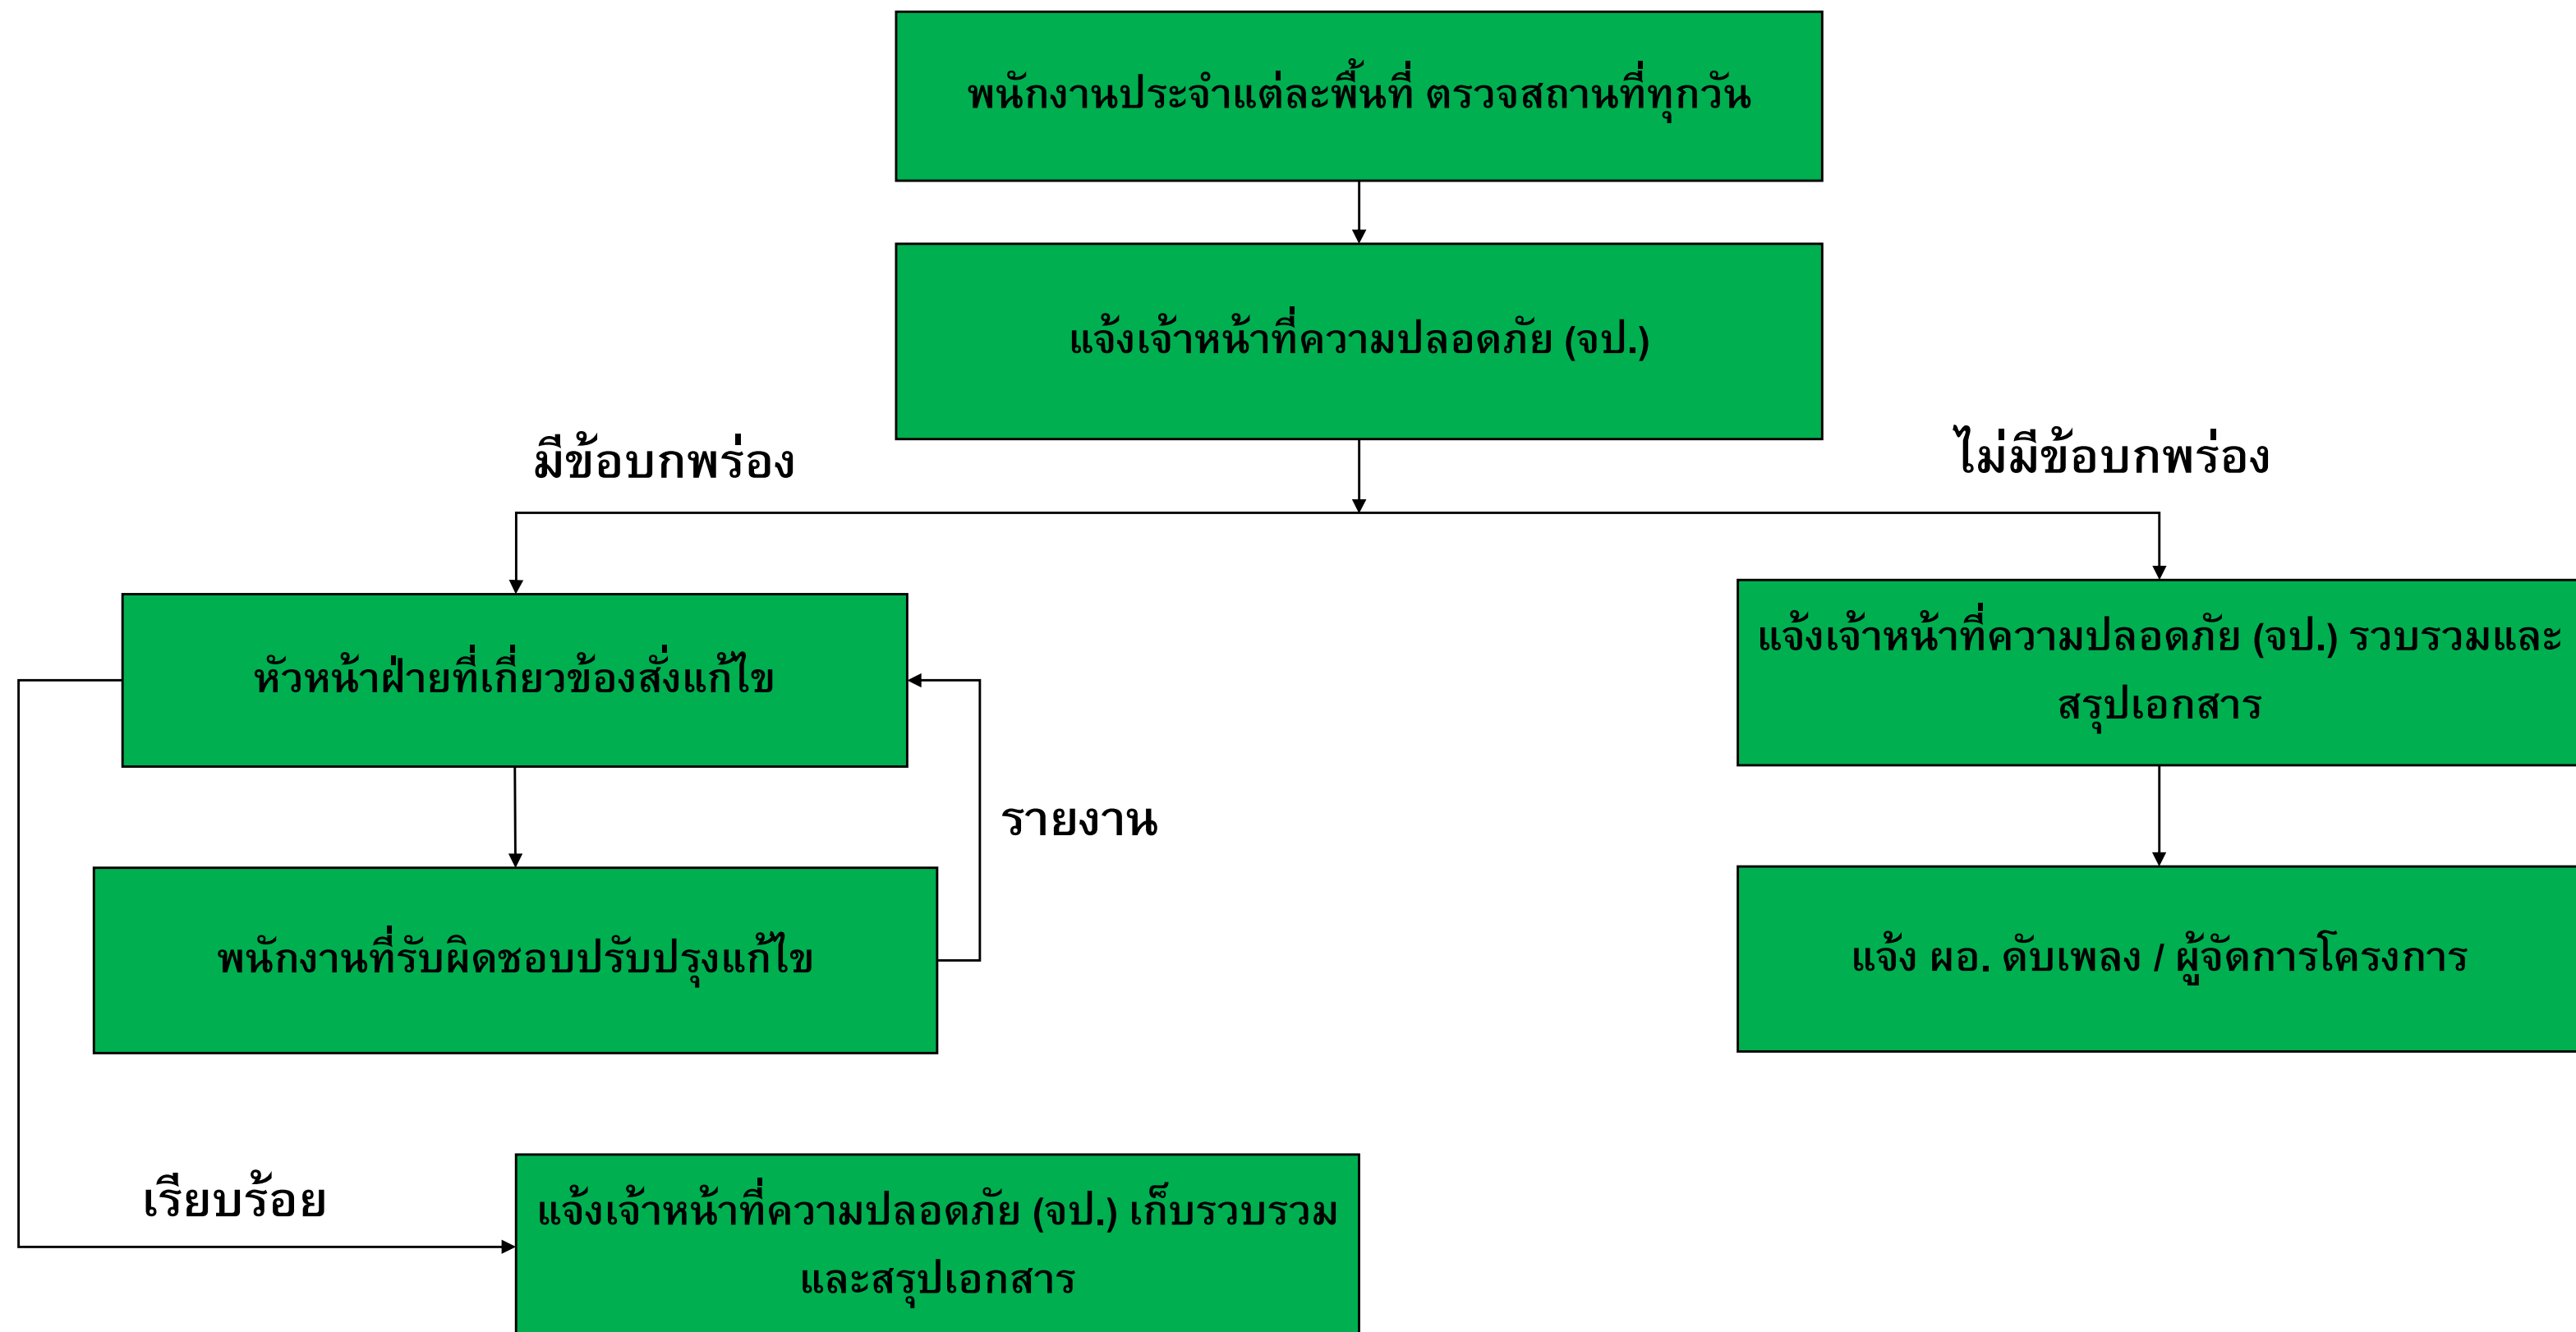 พนักงานประจำแต่ละพื้นที่ ตรวจสถานที่ทุกวัน
แจ้งเจ้าหน้าที่ความปลอดภัย (จป.)
มีข้อบกพร่อง
ไม่มีข้อบกพร่อง
หัวหน้าฝ่ายที่เกี่ยวข้องสั่งแก้ไข
แจ้งเจ้าหน้าที่ความปลอดภัย (จป.) รวบรวมและ
สรุปเอกสาร
รายงาน
พนักงานที่รับผิดชอบปรับปรุงแก้ไข
แจ้ง ผอ. ดับเพลง / ผู้จัดการโครงการ
เรียบร้อย
แจ้งเจ้าหน้าที่ความปลอดภัย (จป.) เก็บรวบรวม
และสรุปเอกสาร